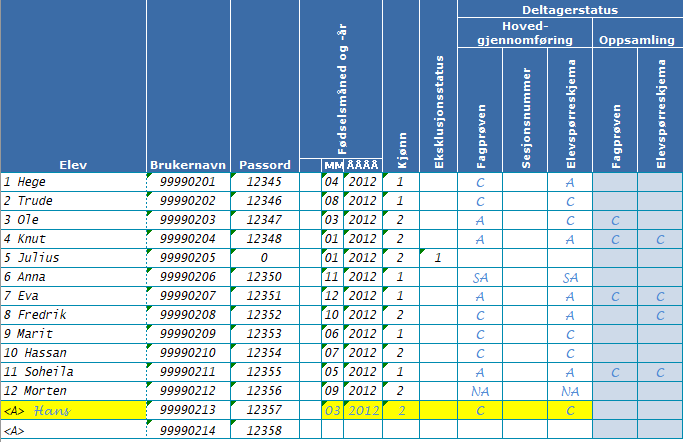 Deltagerstatus
Hoved-
gjennomføring Oppsamling
Elev Brukernavn Passord Fødselsmåned og -år MM ÅÅÅÅ Kjønn Eksklusjonsstatus Fagprøven Sesjonsnummer Elevspørreskjema Fagprøven Elevspørreskjema
1 Hege 99990201 12345 04 2012 1 C A
2 Trude 99990202 12346 08 2012 1 C C
3 Ole 99990203 12347 03 2012 2 A C C
4 Knut 99990204 12348 01 2012 2 A A C C
5 Julius 99990205 0 01 2012 2 1
6 Anna 99990206 12350 11 2012 1 SA SA
7 Eva 99990207 12351 12 2012 1 A A C C
8 Fredrik 99990208 12352 10 2012 2 C A C
9 Marit 99990209 12353 06 2012 1 C C
10 Hassan 99990210 12354 07 2012 2 C C
11 Soheila 99990211 12355 05 2012 1 A A C C
12 Morten 99990212 12356 09 2012 2 NA NA
<A> Hans 99990213 12357 03 2012 2 C C
<A> 99990214 12358